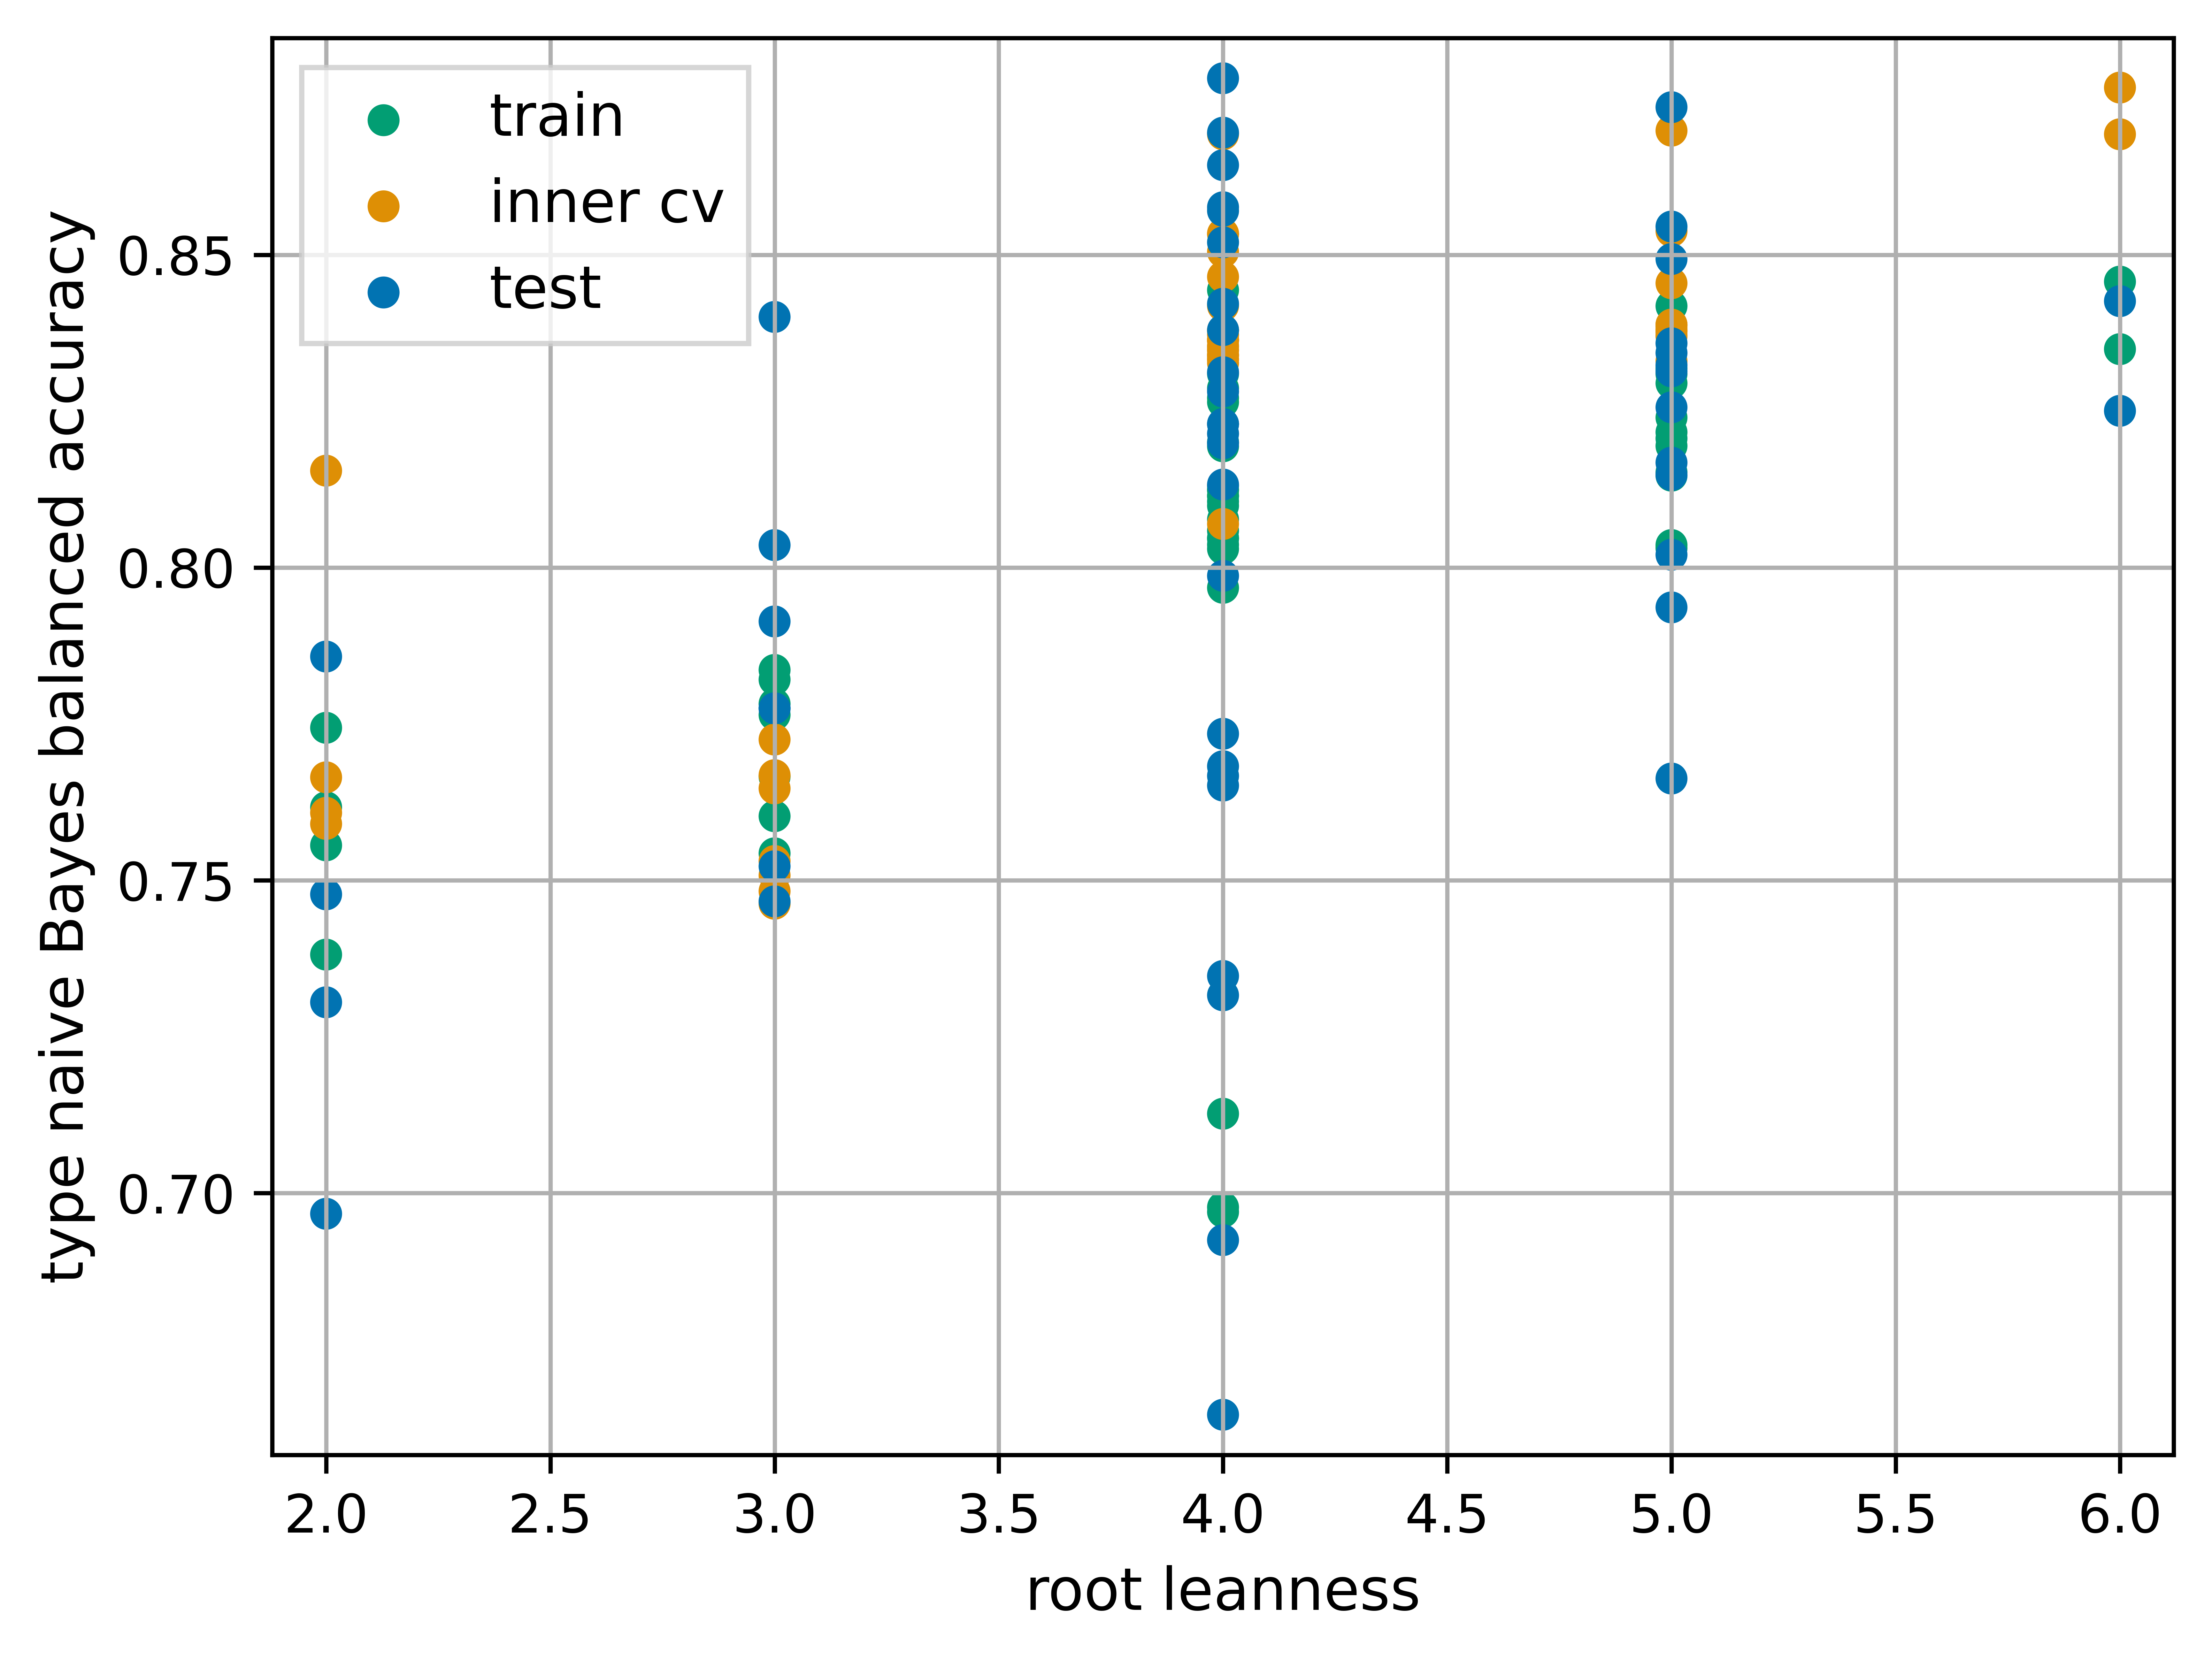 train
inner cv
test
type naive Bayes balanced accuracy
0.85
0.80
0.75
0.70
2.0 2.5 3.0 3.5 4.0 4.5 5.0 5.5 6.0
root leanness